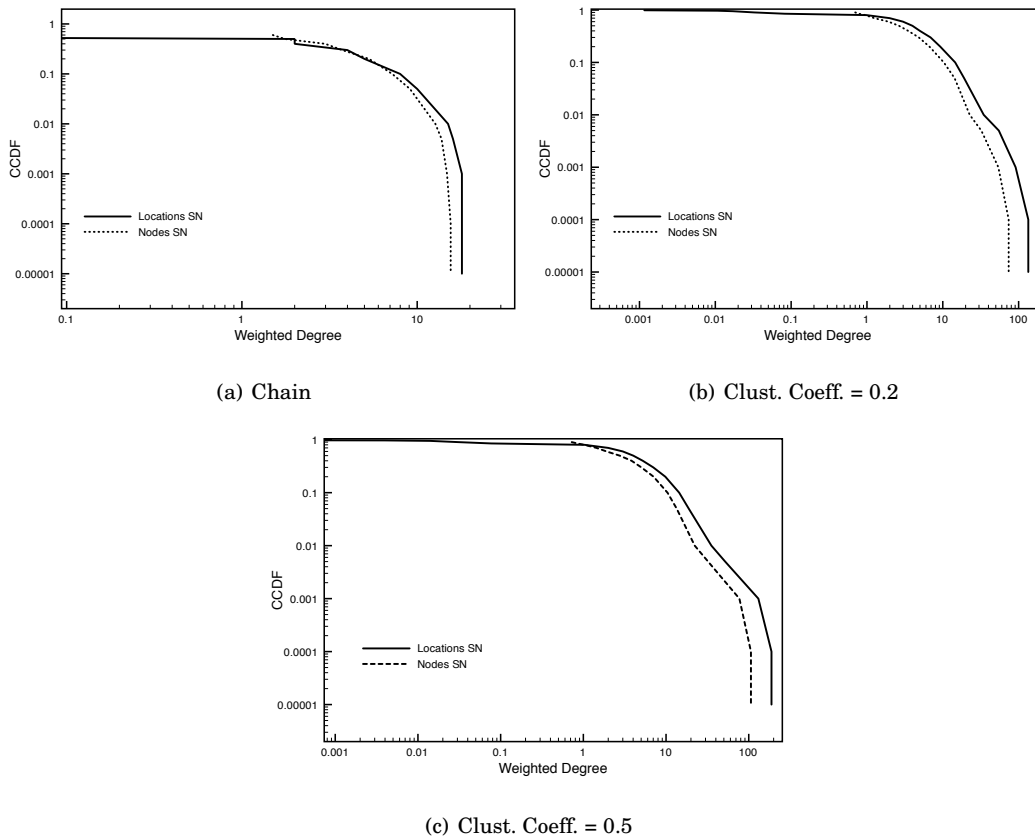 1
0.1
0.01
0.001
0.0001
0.00001
CCDF
Locations SN
Nodes SN
0.1
1
10
Weighted Degree
(a) Chain
1
0.1
0.01
0.001
0.0001
0.00001
CCDF
Locations SN
Nodes SN
0.001
0.01
0.1
1
10
100
Weighted Degree
(b) Clust. Coeff. = 0.2
1
0.1
0.01
0.001
0.0001
0.00001
CCDF
Locations SN
Nodes SN
0.001
0.01
0.1
1
10
100
Weighted Degree
(c) Clust. Coeff. = 0.5